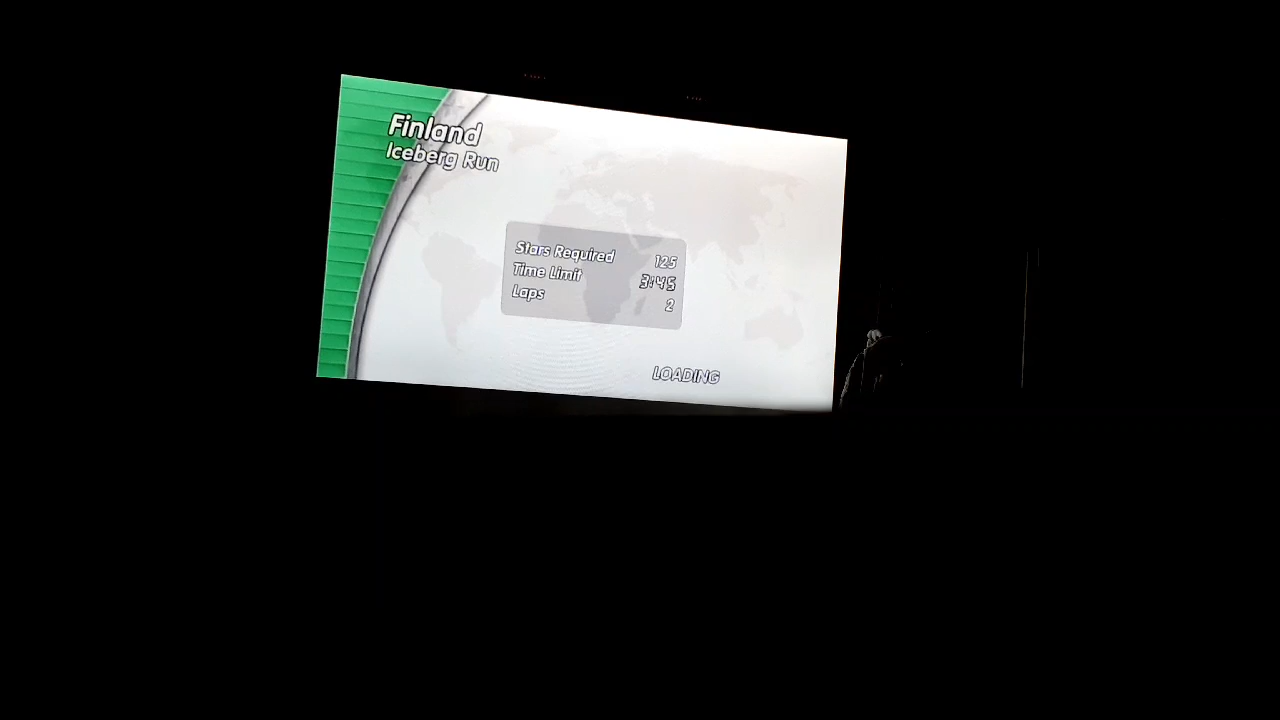 Finland
Iceberg Run
Stars Required 125
Time Limit 3:45
Laps 2
LOADING